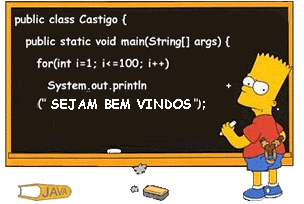 public class Castigo {
public static void main(String[] args) {
for(int i=1; i<=100; i++)
System.out.println +
(" SEJAM BEM VINDOS");
JAVA